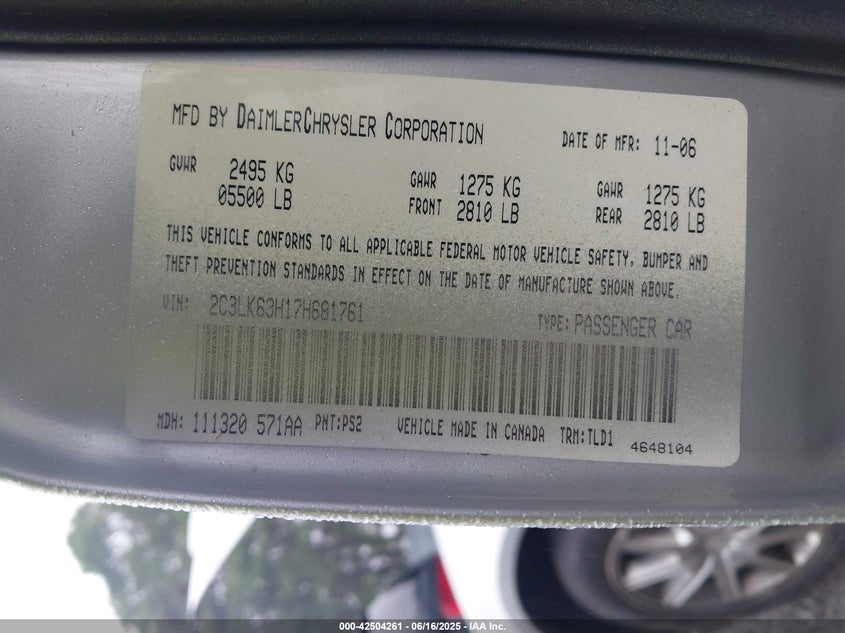 MFD BY DAIMLERCHRYSLER CORPORATION DATE OF MFR: 11-06
GVWR 2495 KG GAWR 1275 KG GAWR 1275 KG
05500 LB FRONT 2810 LB REAR 2810 LB
THIS VEHICLE CONFORMS TO ALL APPLICABLE FEDERAL MOTOR VEHICLE SAFETY, BUMPER AND
THEFT PREVENTION STANDARDS IN EFFECT ON THE DATE OF MANUFACTURE SHOWN ABOVE.
VIN: 2C3LK63H17H681761 TYPE: PASSENGER CAR
MDH: 111320 571AA PNT:PS2 VEHICLE MADE IN CANADA TRM:TLD1 4648104
000-42504261 - 06/16/2025 - IAA Inc.